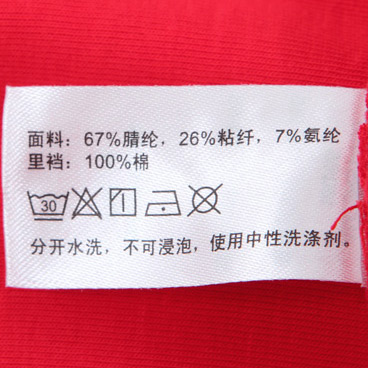 面料：67%腈纶，26%粘纤，7%氨纶
里裆：100%棉
30
分开水洗，不可浸泡，使用中性洗涤剂。